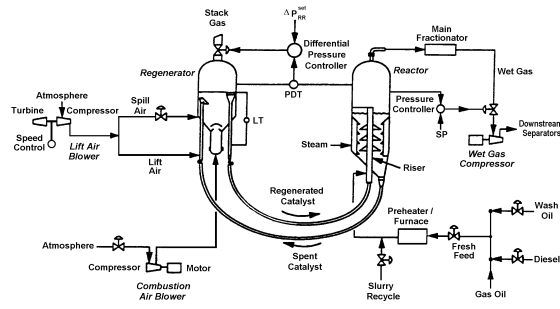 Stack
Gas
Δ P set RR
Differential
Pressure
Controller
Main
Fractionator
Regenerator
Reactor
Wet Gas
PDT
Atmosphere
Turbine
Compressor
Spill
Air
LT
Pressure
Controller
SP
Downstream
Separators
Speed
Control
Lift Air
Blower
Lift
Air
Steam
Riser
Wet Gas
Compressor
Regenerated
Catalyst
Preheater /
Furnace
Wash
Oil
Atmosphere
Spent
Catalyst
Fresh
Feed
Diesel
Compressor
Motor
Combustion
Air Blower
Slurry
Recycle
Gas Oil